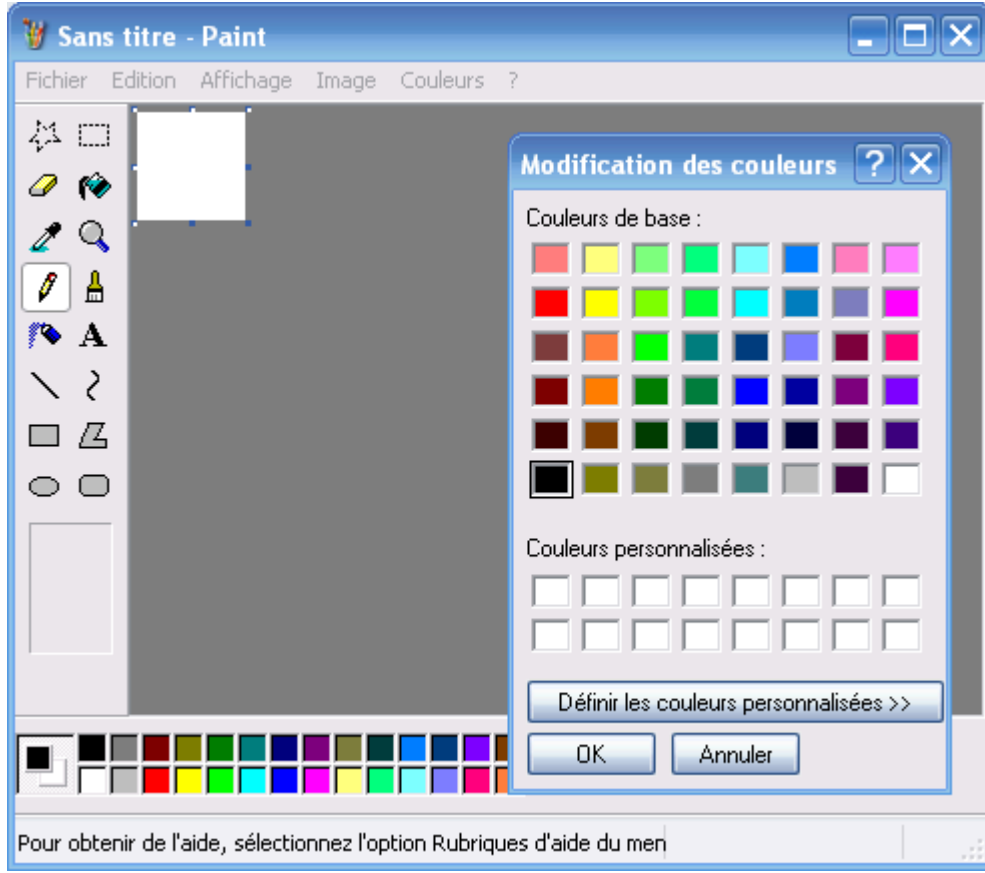 Sans titre - Paint
Fichier Edition Affichage Image Couleurs ?
A
Modification des couleurs ?
Couleurs de base :
Couleurs personnalisées :
Définir les couleurs personnalisées >>
OK Annuler
Pour obtenir de l'aide, sélectionnez l'option Rubriques d'aide du men